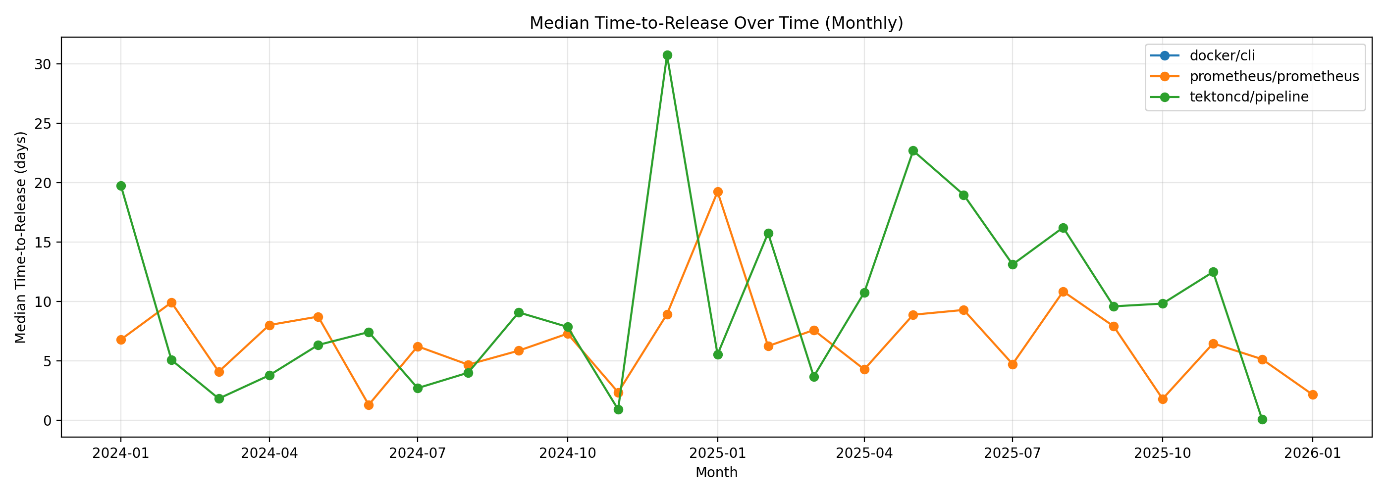 Median Time-to-Release Over Time (Monthly)
docker/cli
prometheus/prometheus
tektoncd/pipeline
Median Time-to-Release (days)
30
25
20
15
10
5
0
2024-01 2024-04 2024-07 2024-10 2025-01 2025-04 2025-07 2025-10 2026-01
Month